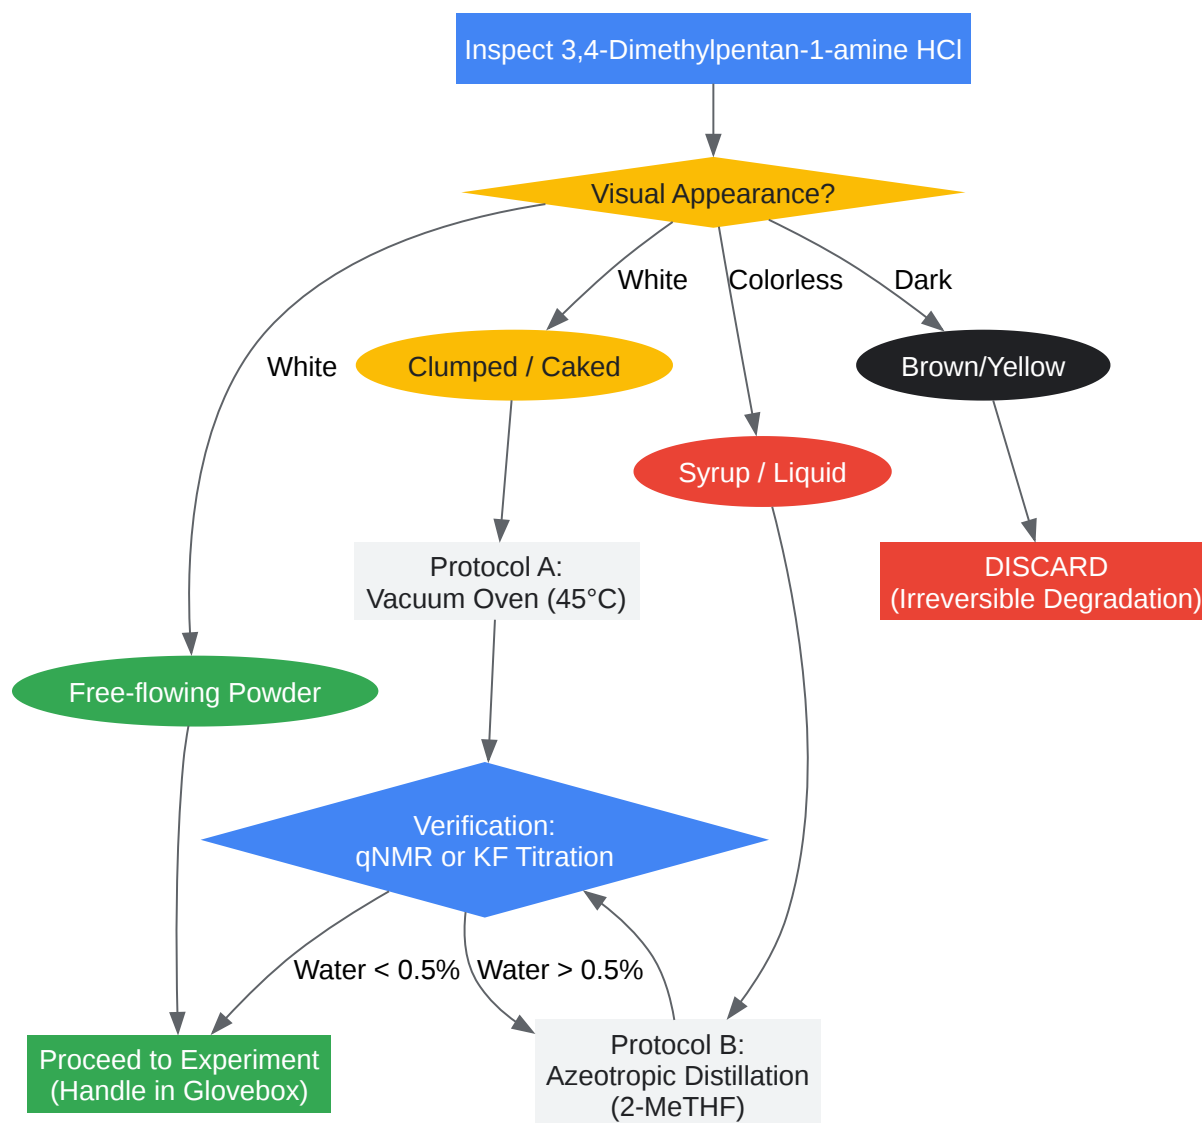 Inspect 3,4-Dimethylpentan-1-amine HCl
Visual Appearance?
White
Colorless
Dark
White
Clumped / Caked
Brown/Yellow
Syrup / Liquid
Protocol A:
Vacuum Oven (45°C)
DISCARD
(Irreversible Degradation)
Free-flowing Powder
Verification:
qNMR or KF Titration
Water < 0.5%
Water > 0.5%
Proceed to Experiment
(Handle in Glovebox)
Protocol B:
Azeotropic Distillation
(2-MeTHF)